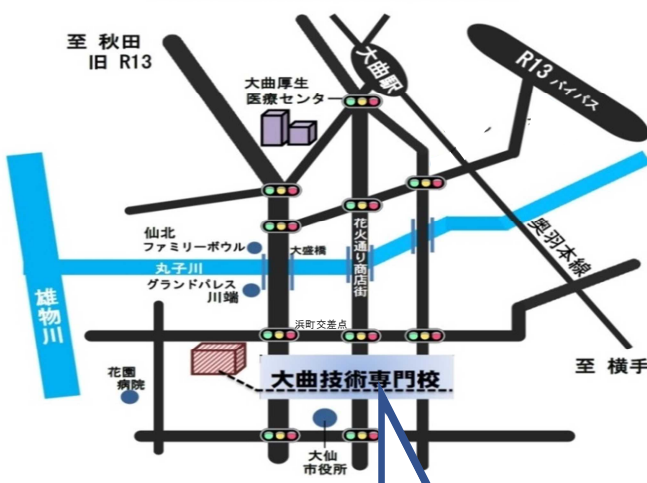 至 秋田
旧 R13
大曲厚生
医療センター
大曲駅
R13 バイパス
仙北
ファミリーボウル
大盛橋
花火通り商店街
丸子川
グランドパレス
川端
奥羽本線
雄物川
浜町交差点
至 横手
花園
病院
大曲技術専門校
大仙
市役所